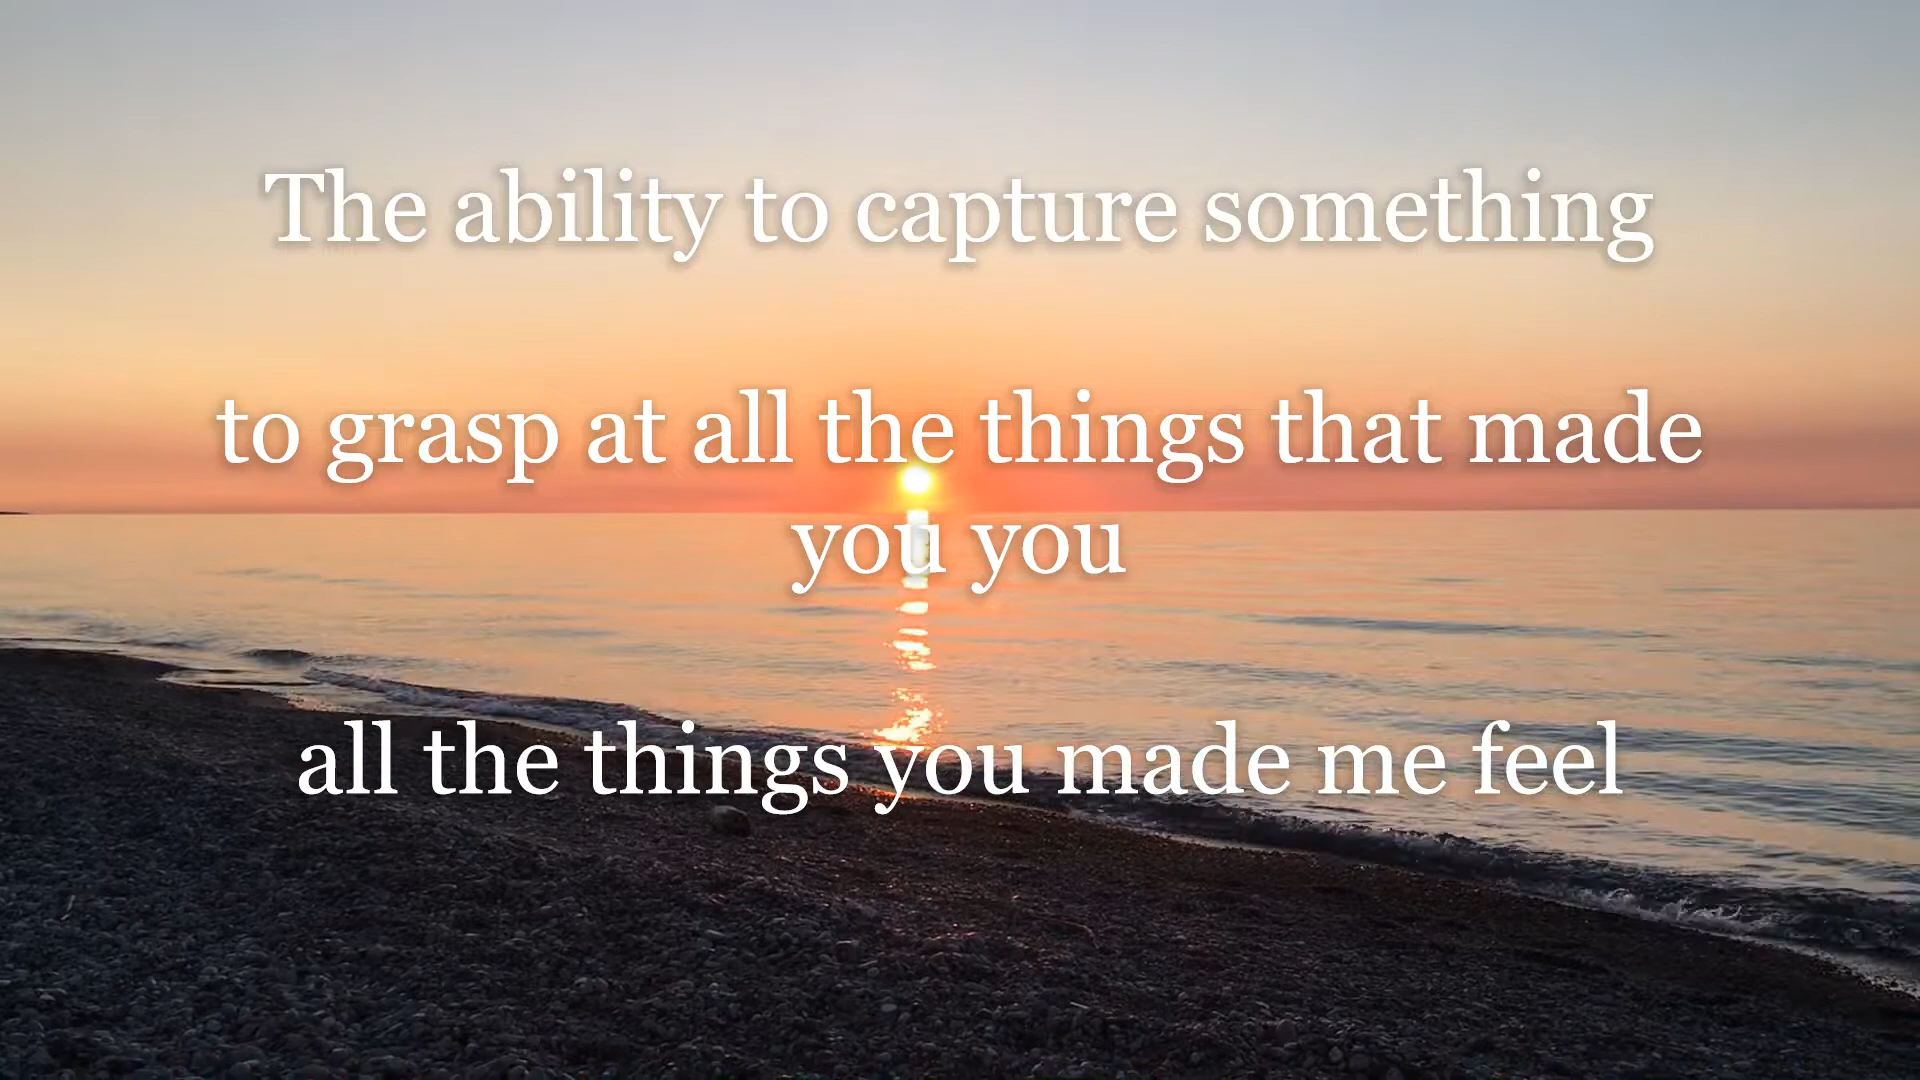 The ability to capture something
to grasp at all the things that made
you you
all the things you made me feel